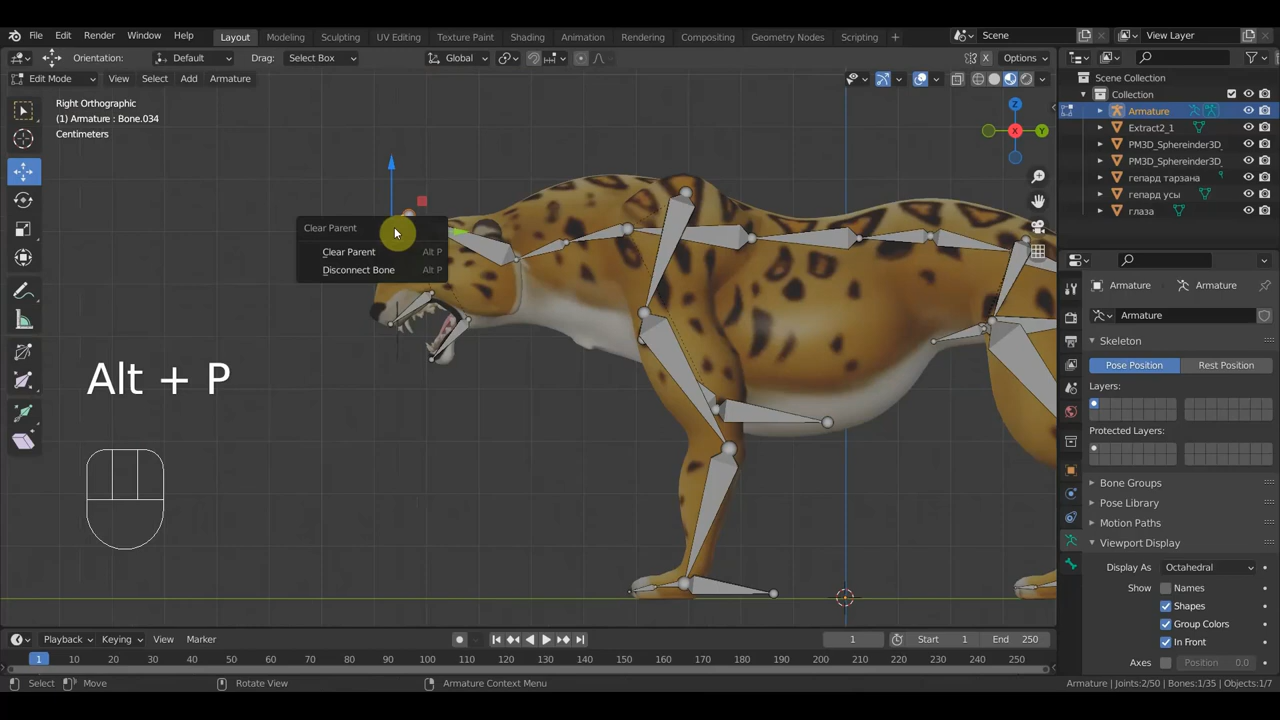 File Edit Render Window Help Layout Modeling Sculpting UV Editing Texture Paint Shading Animation Rendering Compositing Geometry Nodes Scripting + Scene View Layer
Orientation: Default Drag: Select Box Global X Options
Edit Mode View Select Add Armature
Right Orthographic
(1) Armature : Bone.034
Centimeters
Z
X
Y
Clear Parent
Clear Parent Alt P
Disconnect Bone Alt P
Alt + P
Scene Collection
Collection
Armature
Extract2_1
PM3D_Sphereinder3D_
PM3D_Sphereinder3D_
гепард тарзана
гепард усы
глаза
Armature Armature
Armature
Skeleton
Pose Position Rest Position
Layers:
Protected Layers:
Bone Groups
Pose Library
Motion Paths
Viewport Display
Display As Octahedral
Show Names
Shapes
Group Colors
In Front
Axes Position 0.0
Playback Keying View Marker 1 Start 1 End 250
1 10 20 30 40 50 60 70 80 90 100 110 120 130 140 150 160 170 180 190 200 210 220 230 240 250
Select Move Rotate View Armature Context Menu Armature | Joints:2/50 | Bones:1/35 | Objects:1/7